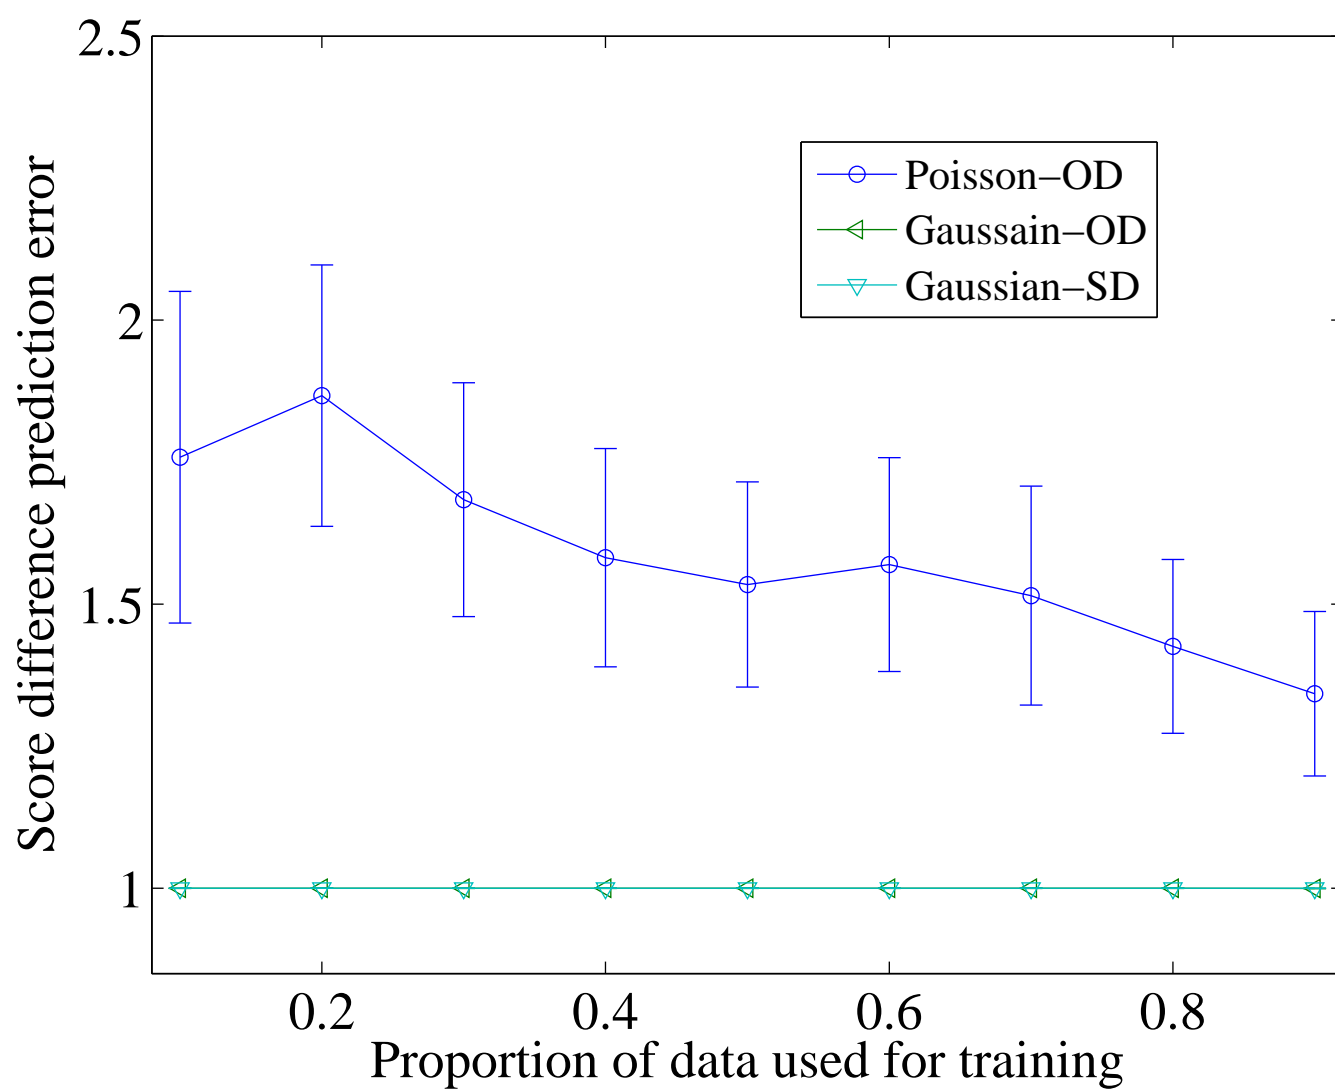 2.5
2
1.5
1
Score difference prediction error
Poisson–OD
Gaussain–OD
Gaussian–SD
0.2 0.4 0.6 0.8
Proportion of data used for training